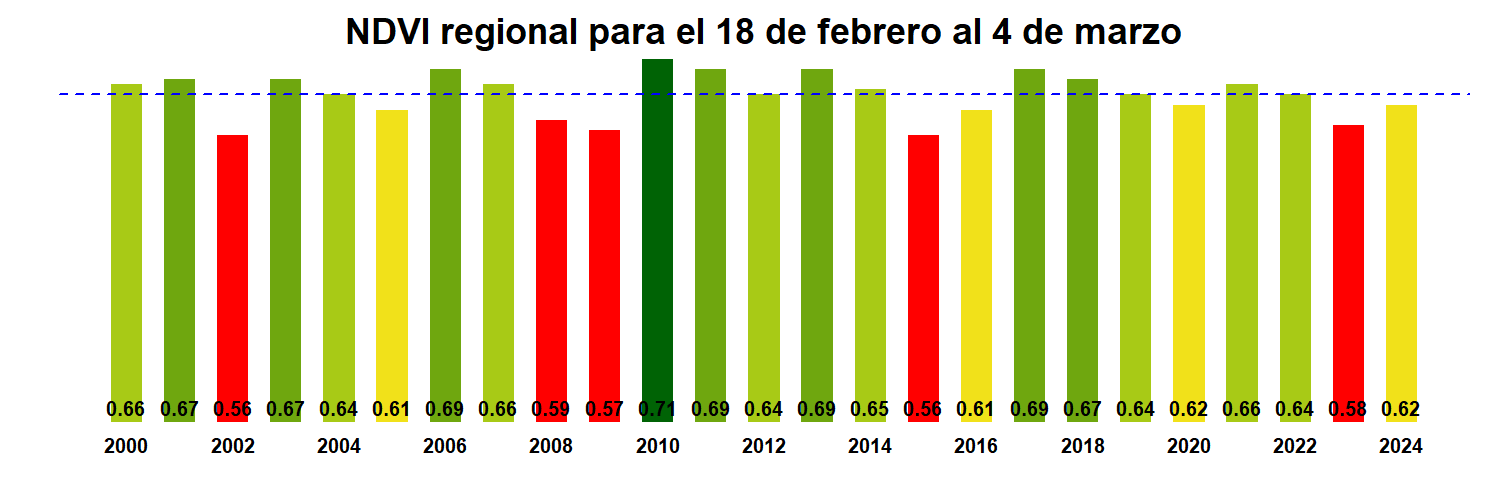 NDVI regional para el 18 de febrero al 4 de marzo
0.66 0.67 0.56 0.67 0.64 0.61 0.69 0.66 0.59 0.57 0.71 0.69 0.64 0.69 0.65 0.56 0.61 0.69 0.67 0.64 0.62 0.66 0.64 0.58 0.62
2000 2002 2004 2006 2008 2010 2012 2014 2016 2018 2020 2022 2024